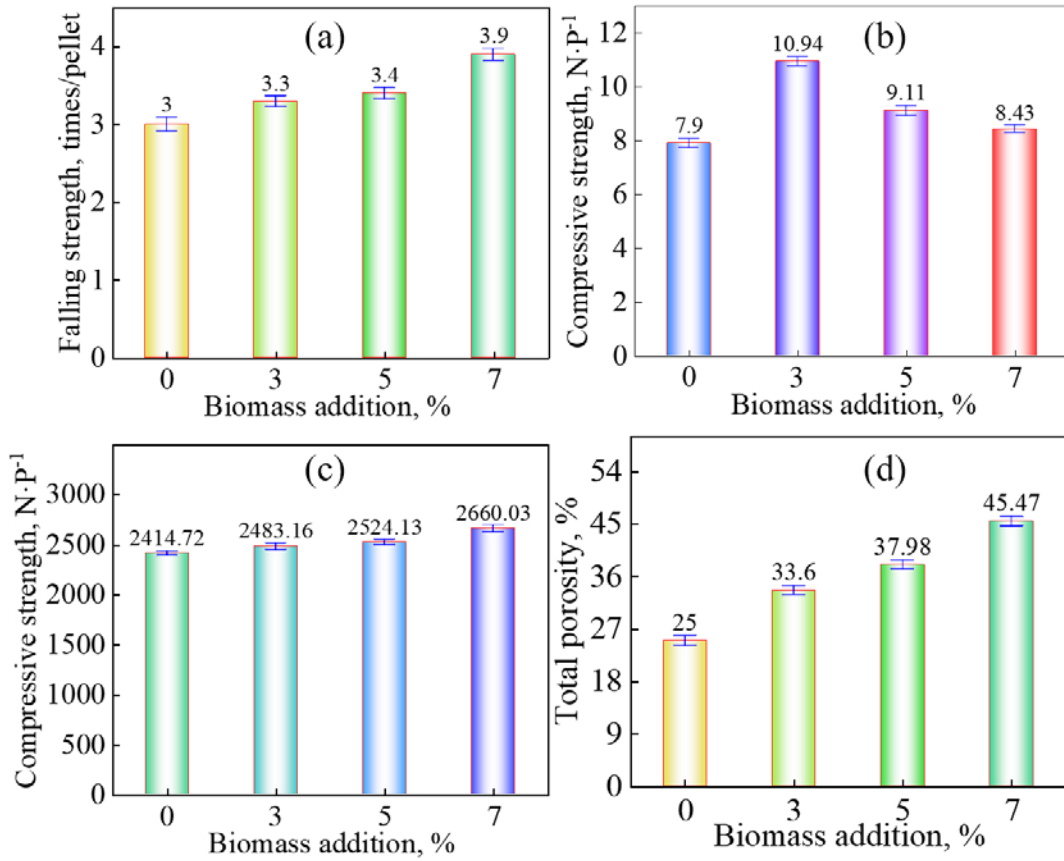 (a)
Falling strength, times/pellet
4
3
2
1
0
3
3.3
3.4
3.9
0 3 5 7
Biomass addition, %
(b)
Compressive strength, N·P⁻¹
12
10
8
6
4
2
0
7.9
10.94
9.11
8.43
0 3 5 7
Biomass addition, %
(c)
Compressive strength, N·P⁻¹
3000
2500
2000
1500
1000
500
0
2414.72
2483.16
2524.13
2660.03
0 3 5 7
Biomass addition, %
(d)
Total porosity, %
54
45
36
27
18
9
0
25
33.6
37.98
45.47
0 3 5 7
Biomass addition, %